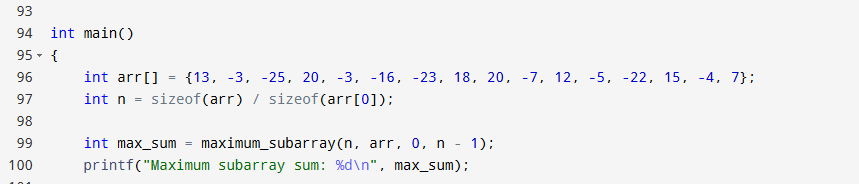 93
94 int main()
95 {
96     int arr[] = {13, -3, -25, 20, -3, -16, -23, 18, 20, -7, 12, -5, -22, 15, -4, 7};
97     int n = sizeof(arr) / sizeof(arr[0]);
98
99     int max_sum = maximum_subarray(n, arr, 0, n - 1);
100     printf("Maximum subarray sum: %d\n", max_sum);